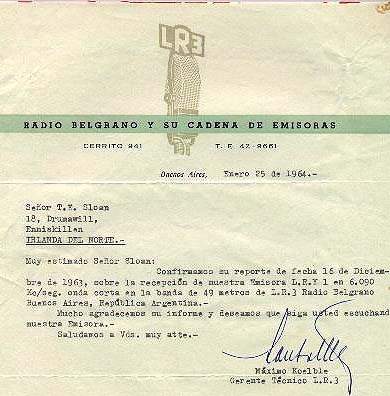 LR3
RADIO BELGRANO Y SU CADENA DE EMISORAS
CERRITO 941 T. E. 42-9661
Buenos Aires, Enero 25 de 1964.-
Señor T.K. Sloan
18, Drumawill,
Enniskillen
IRLANDA DEL NORTE.-
Muy estimado Señor Sloan:
Confirmamos su reporte de fecha 16 de Diciem-
bre de 1963, sobre la recepción de nuestra Emisora L.R.Y 1 en 6.090
Kc/seg. onda corta en la banda de 49 metros de L.R.3 Radio Belgrano
Buenos Aires, República Argentina.-
Mucho agradecemos su informe y deseamos que siga usted escuchando
nuestra Emisora.-
Saludamos a Vds. muy atte.-
Máximo Koelble
Gerente Técnico L.R.3